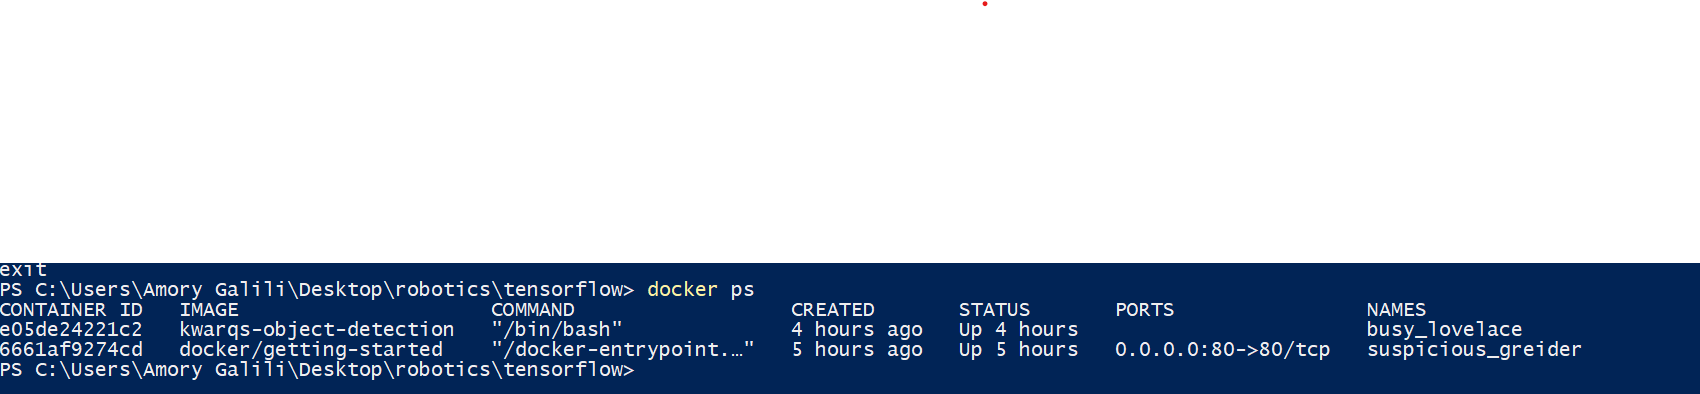 exit
PS C:\Users\Amory Galili\Desktop\robotics\tensorflow> docker ps
CONTAINER ID   IMAGE                     COMMAND                  CREATED       STATUS       PORTS                NAMES
e05de24221c2   kwarqs-object-detection   "/bin/bash"              4 hours ago   Up 4 hours                        busy_lovelace
6661af9274cd   docker/getting-started    "/docker-entrypoint.…"   5 hours ago   Up 5 hours   0.0.0.0:80->80/tcp   suspicious_greider
PS C:\Users\Amory Galili\Desktop\robotics\tensorflow>